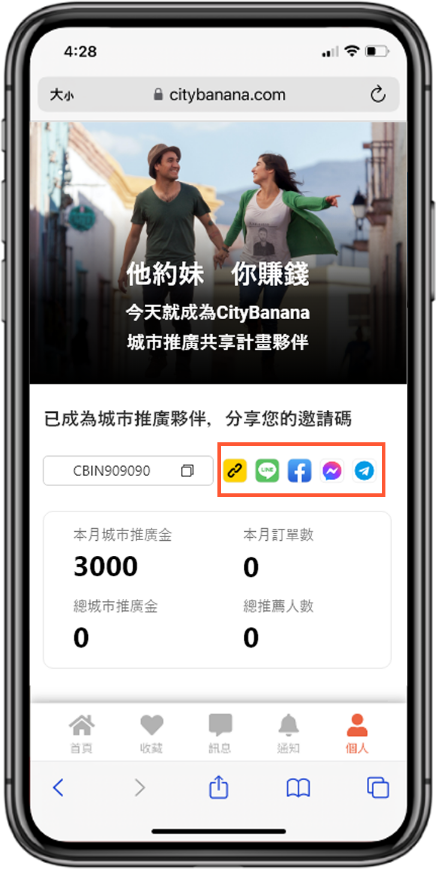 4:28
大小 citybanana.com
他約妹 你賺錢
今天就成為CityBanana
城市推廣共享計畫夥伴
已成為城市推廣夥伴，分享您的邀請碼
CBIN909090
LINE
本月城市推廣金 本月訂單數
3000 0
總城市推廣金 總推薦人數
0 0
首頁 收藏 訊息 通知 個人